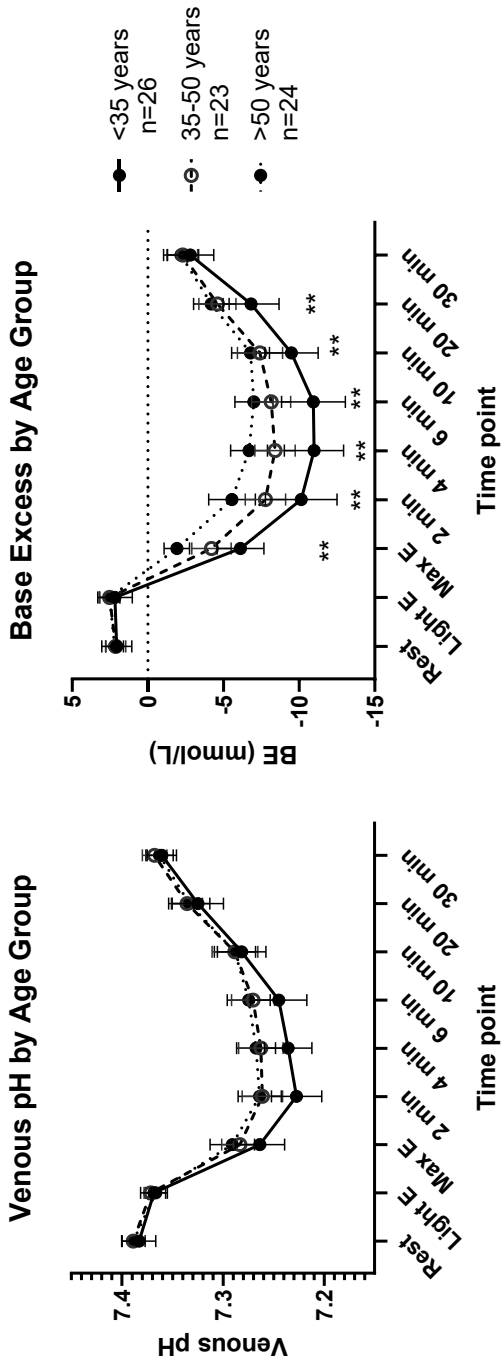 Venous pH by Age Group
Venous pH
7.4
7.3
7.2
Rest
Light E
Max E
2 min
4 min
6 min
10 min
20 min
30 min
Time point
Base Excess by Age Group
BE (mmol/L)
5
0
-5
-10
-15
**
**
**
**
**
**
Rest
Light E
Max E
2 min
4 min
6 min
10 min
20 min
30 min
Time point
<35 years
n=26
35-50 years
n=23
>50 years
n=24